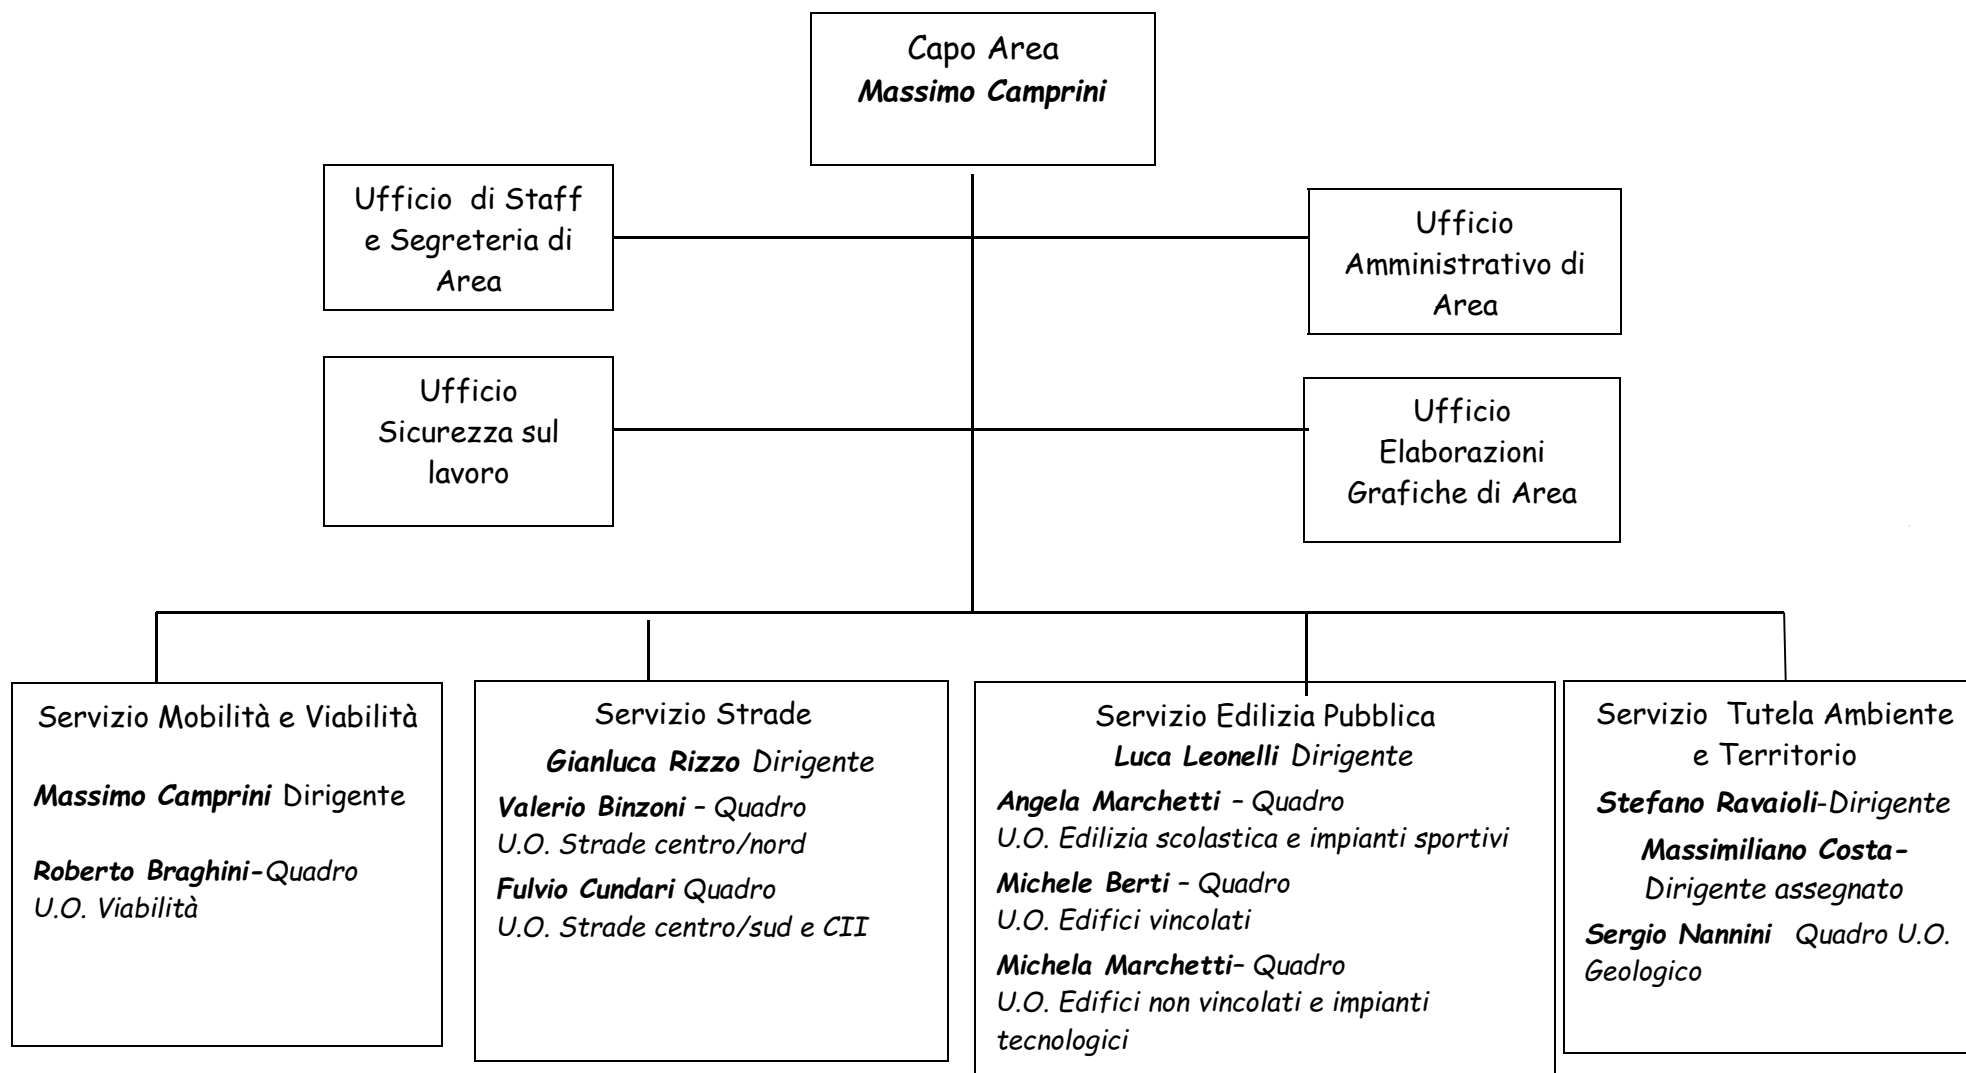 Capo Area
Massimo Camprini
Ufficio di Staff
e Segreteria di
Area
Ufficio
Amministrativo di
Area
Ufficio
Sicurezza sul
lavoro
Ufficio
Elaborazioni
Grafiche di Area
Servizio Mobilità e Viabilità
Massimo Camprini Dirigente
Roberto Braghini-Quadro
U.O. Viabilità
Servizio Strade
Gianluca Rizzo Dirigente
Valerio Binzoni – Quadro
U.O. Strade centro/nord
Fulvio Cundari Quadro
U.O. Strade centro/sud e CII
Servizio Edilizia Pubblica
Luca Leonelli Dirigente
Angela Marchetti – Quadro
U.O. Edilizia scolastica e impianti sportivi
Michele Berti – Quadro
U.O. Edifici vincolati
Michela Marchetti– Quadro
U.O. Edifici non vincolati e impianti
tecnologici
Servizio Tutela Ambiente
e Territorio
Stefano Ravaioli-Dirigente
Massimiliano Costa-
Dirigente assegnato
Sergio Nannini Quadro U.O.
Geologico